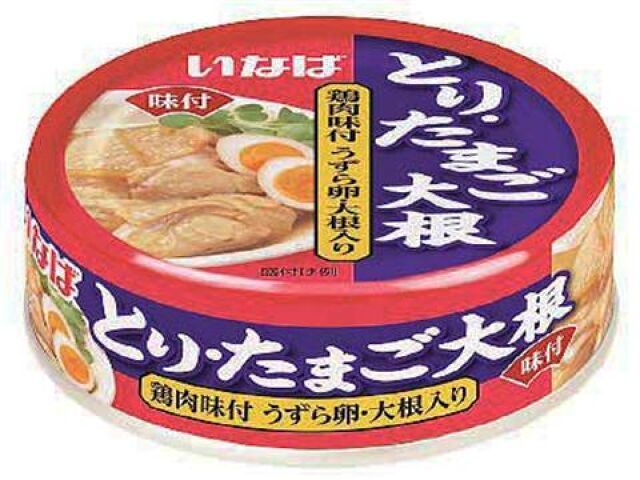 いなば
味付
とり・たまご大根
鶏肉味付 うずら卵・大根入り
盛付け例
いなば
とり・たまご大根
味付
鶏肉味付 うずら卵・大根入り